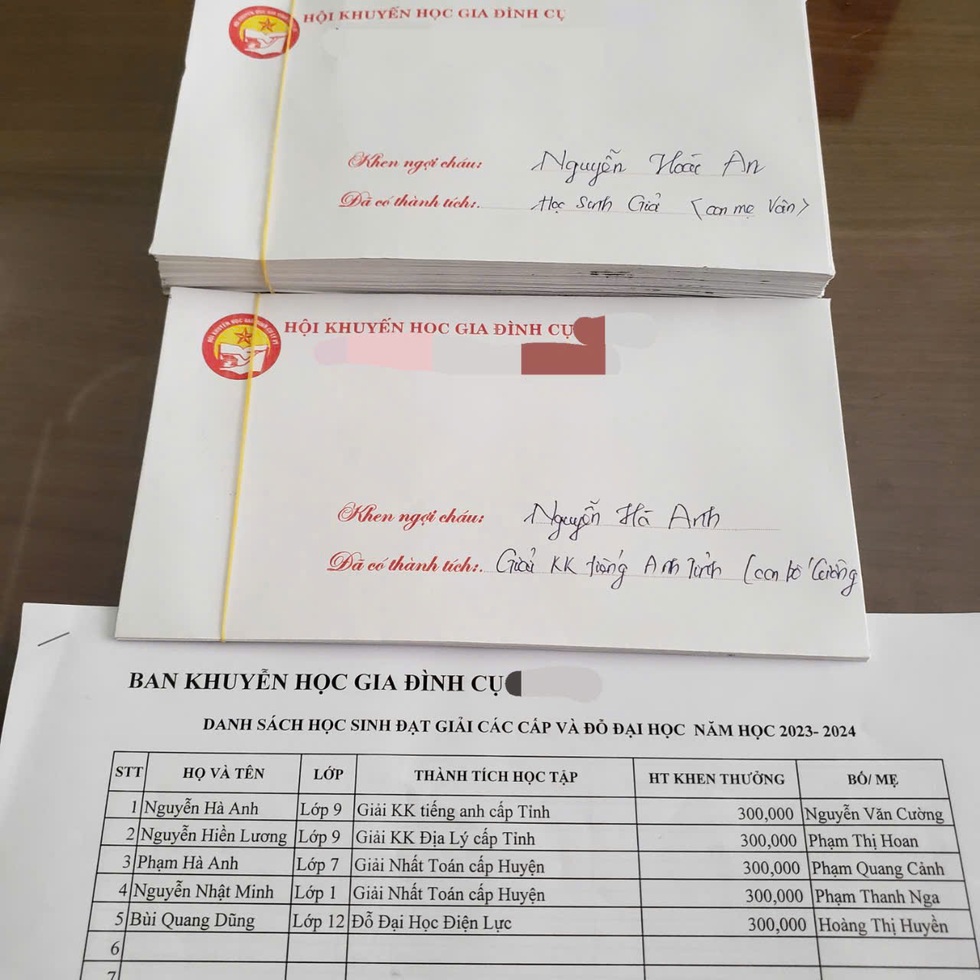 HỘI KHUYẾN HỌC GIA ĐÌNH CỤ
Khen ngợi cháu: Nguyễn Hoài An
Đã có thành tích:. Học Sinh Giỏi (con mẹ Vân)
HỘI KHUYẾN HOC GIA ĐÌNH CỤ
Khen ngợi cháu: Nguyễn Hà Anh
Đã có thành tích:. Giải KK tiếng Anh Tỉnh (con bố Cường
BAN KHUYỄN HỌC GIA ĐÌNH CỤ
DANH SÁCH HỌC SINH ĐẠT GIẢI CÁC CẤP VÀ ĐỖ ĐẠI HỌC NĂM HỌC 2023- 2024
STT HỌ VÀ TÊN LỚP THÀNH TÍCH HỌC TẬP HT KHEN THƯỞNG BỐ/ MẸ
1 Nguyễn Hà Anh Lớp 9 Giải KK tiếng anh cấp Tỉnh 300,000 Nguyễn Văn Cường
2 Nguyễn Hiền Lương Lớp 9 Giải KK Địa Lý cấp Tỉnh 300,000 Phạm Thị Hoan
3 Phạm Hà Anh Lớp 7 Giải Nhất Toán cấp Huyện 300,000 Phạm Quang Cảnh
4 Nguyễn Nhật Minh Lớp 1 Giải Nhất Toán cấp Huyện 300,000 Phạm Thanh Nga
5 Bùi Quang Dũng Lớp 12 Đỗ Đại Học Điện Lực 300,000 Hoàng Thị Huyền
6
7